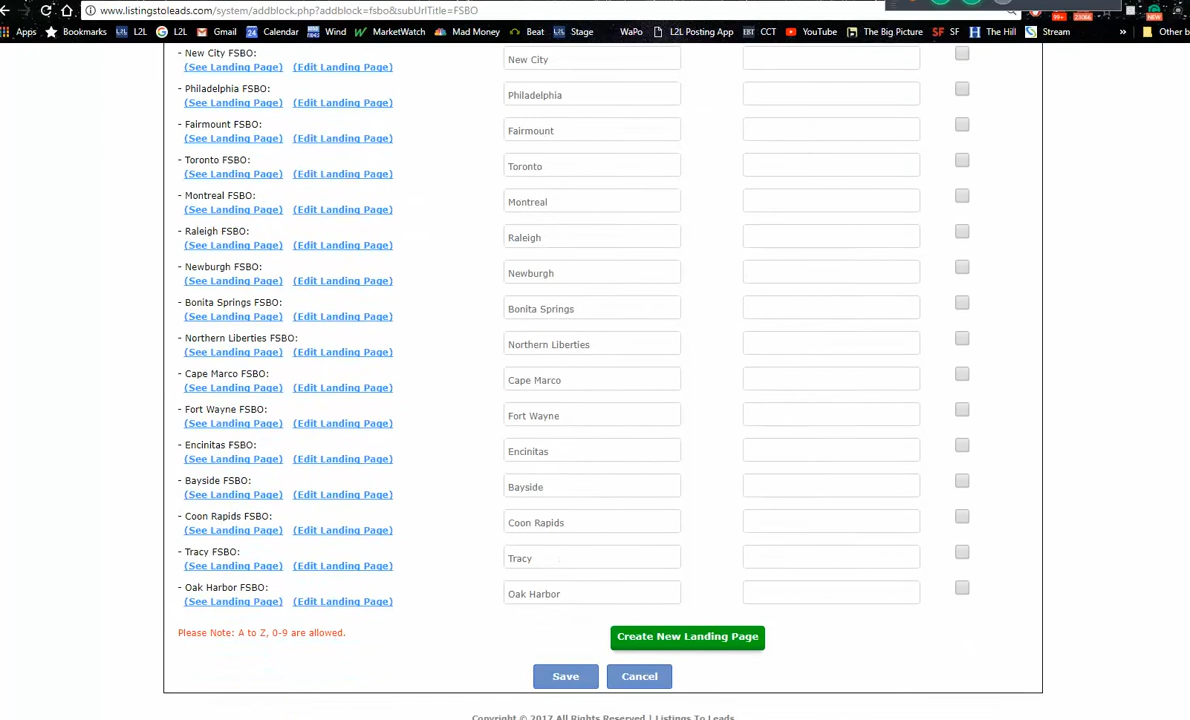 www.listingstoleads.com/system/addblock.php?addblock=fsbo&subUrlTitle=FSBO
Apps Bookmarks L2L L2L Gmail Calendar Wind MarketWatch Mad Money Beat Stage WaPo L2L Posting App CCT YouTube The Big Picture SF The Hill Stream » Other b
- New City FSBO: New City
(See Landing Page) (Edit Landing Page)
- Philadelphia FSBO: Philadelphia
(See Landing Page) (Edit Landing Page)
- Fairmount FSBO: Fairmount
(See Landing Page) (Edit Landing Page)
- Toronto FSBO: Toronto
(See Landing Page) (Edit Landing Page)
- Montreal FSBO: Montreal
(See Landing Page) (Edit Landing Page)
- Raleigh FSBO: Raleigh
(See Landing Page) (Edit Landing Page)
- Newburgh FSBO: Newburgh
(See Landing Page) (Edit Landing Page)
- Bonita Springs FSBO: Bonita Springs
(See Landing Page) (Edit Landing Page)
- Northern Liberties FSBO: Northern Liberties
(See Landing Page) (Edit Landing Page)
- Cape Marco FSBO: Cape Marco
(See Landing Page) (Edit Landing Page)
- Fort Wayne FSBO: Fort Wayne
(See Landing Page) (Edit Landing Page)
- Encinitas FSBO: Encinitas
(See Landing Page) (Edit Landing Page)
- Bayside FSBO: Bayside
(See Landing Page) (Edit Landing Page)
- Coon Rapids FSBO: Coon Rapids
(See Landing Page) (Edit Landing Page)
- Tracy FSBO: Tracy
(See Landing Page) (Edit Landing Page)
- Oak Harbor FSBO: Oak Harbor
(See Landing Page) (Edit Landing Page)
Please Note: A to Z, 0-9 are allowed. Create New Landing Page
Save Cancel
Copyright © 2017 All Rights Reserved | Listings To Leads